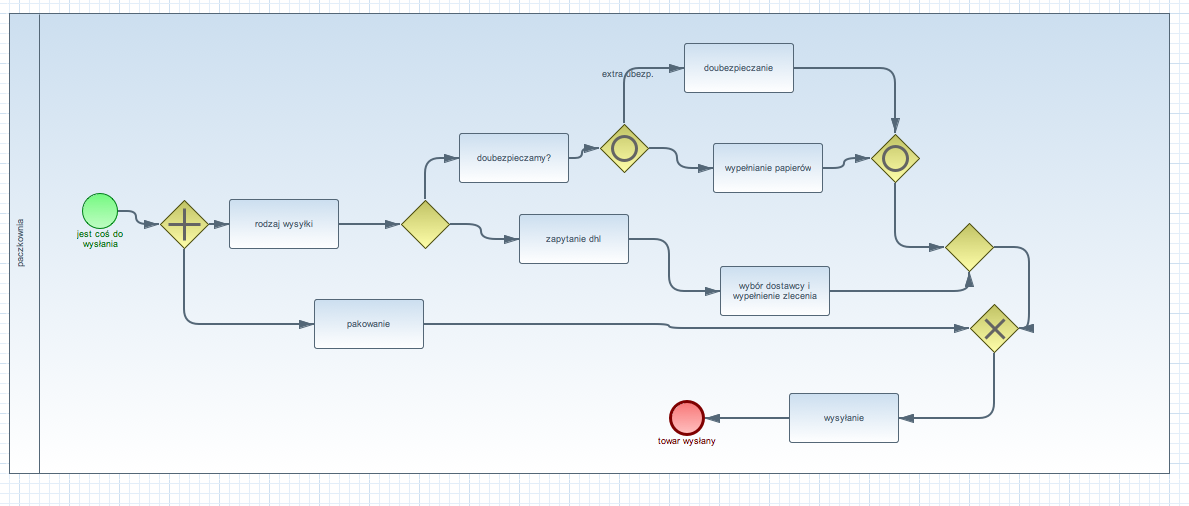 paczkownia
jest coś do
wysłania
rodzaj wysyłki
pakowanie
doubezpieczamy?
zapytanie dhl
extra ubezp.
doubezpieczanie
wypełnianie papierów
wybór dostawcy i
wypełnienie zlecenia
wysyłanie
towar wysłany